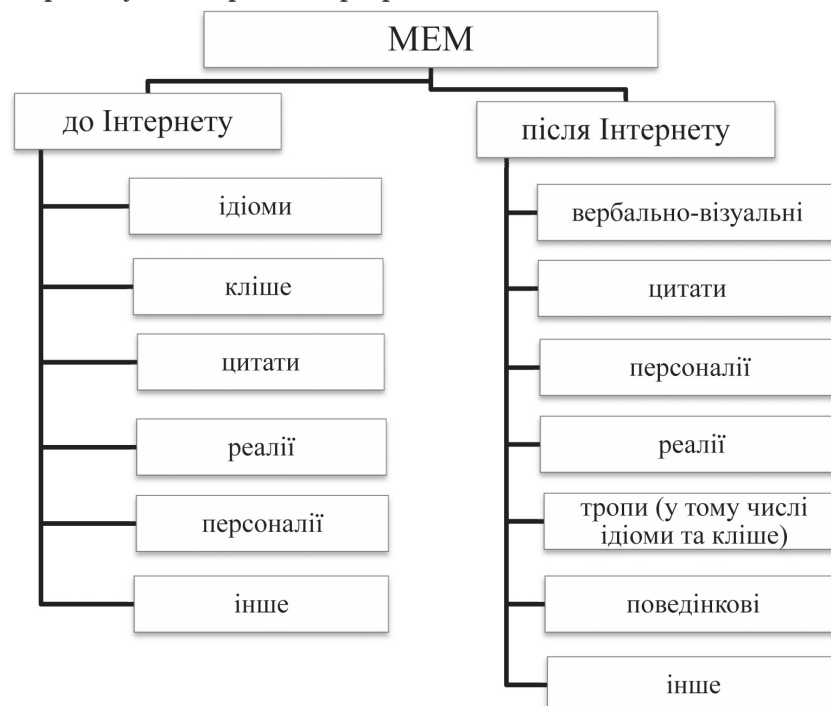 МЕМ
до Інтернету
ідіоми
кліше
цитати
реалії
персоналії
інше
після Інтернету
вербально-візуальні
цитати
персоналії
реалії
тропи (у тому числі
ідіоми та кліше)
поведінкові
інше